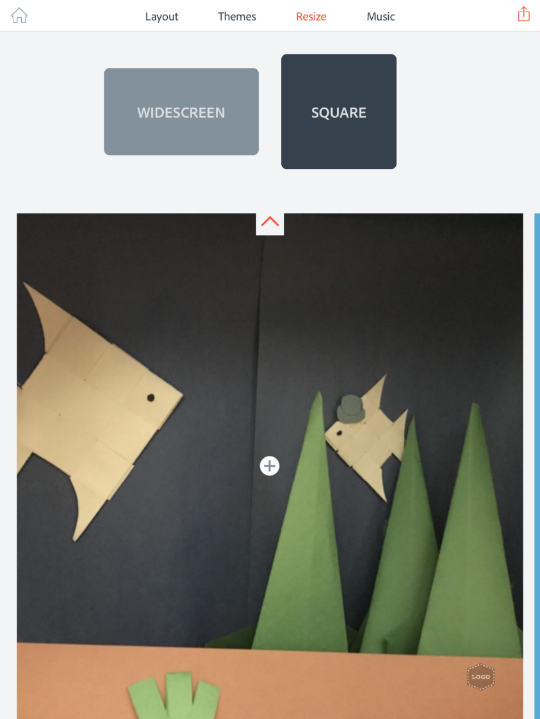 Layout Themes Resize Music
WIDESCREEN SQUARE
LOGO